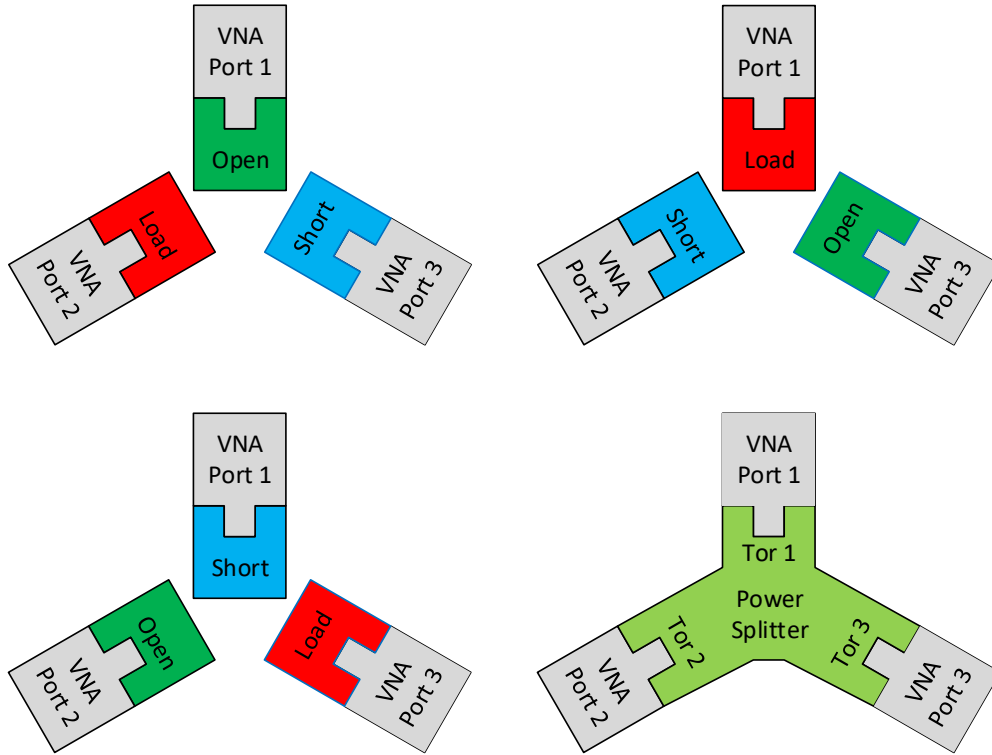 VNA
Port 1
Open
Load
VNA
Port 2
Short
VNA
Port 3
VNA
Port 1
Load
Short
VNA
Port 2
Open
VNA
Port 3
VNA
Port 1
Short
Open
VNA
Port 2
Load
VNA
Port 3
VNA
Port 1
Tor 1
Power
Splitter
Tor 2
Tor 3
VNA
Port 2
VNA
Port 3